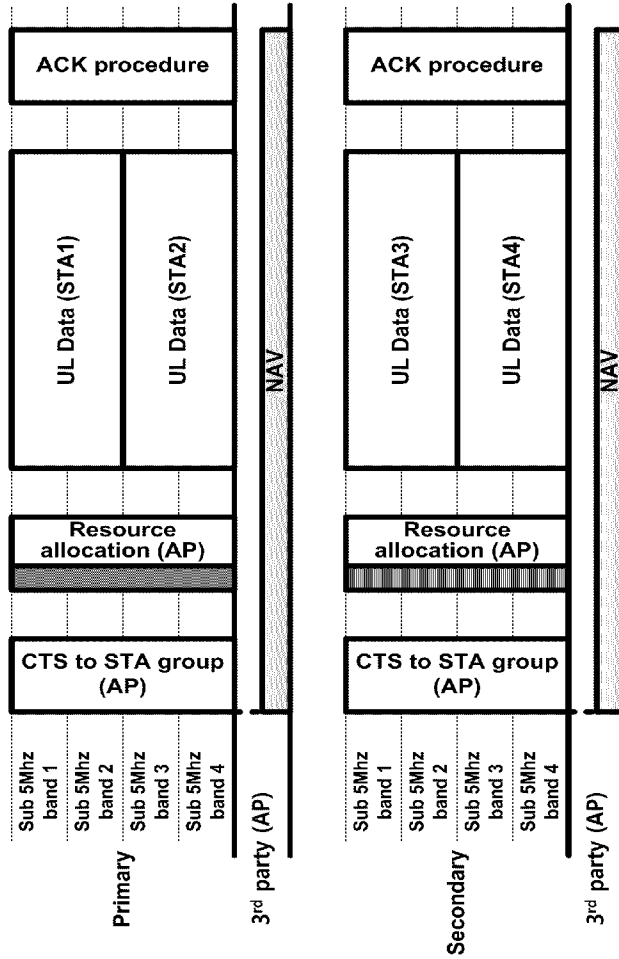 ACK procedure
UL Data (STA1)
UL Data (STA2)
Resource
allocation (AP)
CTS to STA group
(AP)
Sub 5Mhz
band 1
Sub 5Mhz
band 2
Sub 5Mhz
band 3
Sub 5Mhz
band 4
Primary
NAV
3rd party (AP)
ACK procedure
UL Data (STA3)
UL Data (STA4)
Resource
allocation (AP)
CTS to STA group
(AP)
Sub 5Mhz
band 1
Sub 5Mhz
band 2
Sub 5Mhz
band 3
Sub 5Mhz
band 4
Secondary
NAV
3rd party (AP)